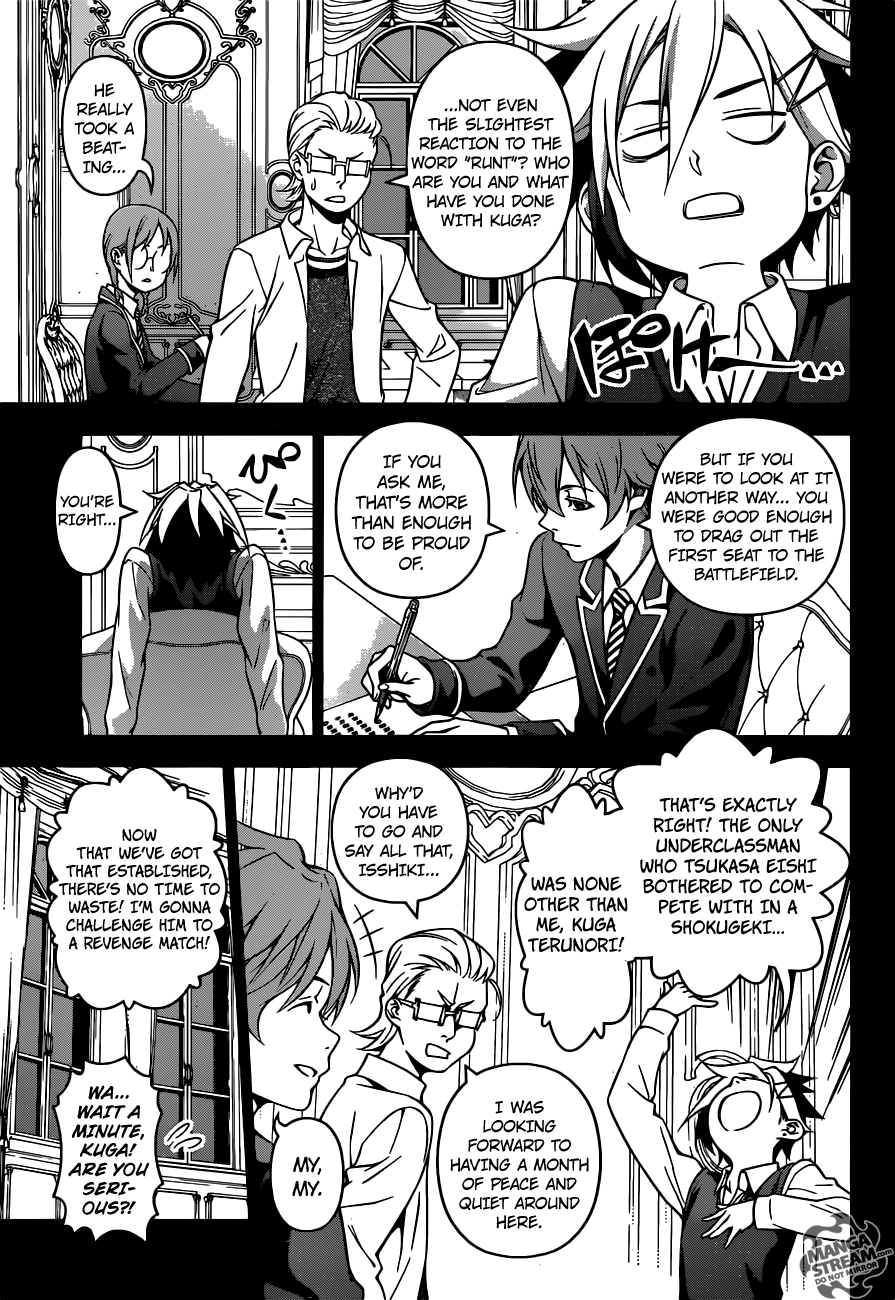 ...NOT EVEN
THE SLIGHTEST
REACTION TO THE
WORD "RUNT"? WHO
ARE YOU AND WHAT
HAVE YOU DONE
WITH KUGA?
HE
REALLY
TOOK A
BEAT-
ING...
ぽけー...
BUT IF YOU
WERE TO LOOK AT IT
ANOTHER WAY... YOU
WERE GOOD ENOUGH
TO DRAG OUT THE
FIRST SEAT TO THE
BATTLEFIELD.
IF YOU
ASK ME,
THAT'S MORE
THAN ENOUGH
TO BE PROUD
OF.
YOU'RE
RIGHT...
THAT'S EXACTLY
RIGHT! THE ONLY
UNDERCLASSMAN
WHO TSUKASA EISHI
BOTHERED TO COM-
PETE WITH IN A
SHOKUGEKI...
WAS NONE
OTHER THAN
ME, KUGA
TERUNORI!
WHY'D
YOU HAVE
TO GO AND
SAY ALL THAT,
ISSHIKI...
I WAS
LOOKING
FORWARD TO
HAVING A MONTH
OF PEACE AND
QUIET AROUND
HERE.
MY,
MY.
NOW
THAT WE'VE GOT
THAT ESTABLISHED,
THERE'S NO TIME TO
WASTE! I'M GONNA
CHALLENGE HIM TO
A REVENGE MATCH!
WA...
WAIT A
MINUTE,
KUGA!
ARE YOU
SERI-
OUS?!
MANGA
STREAM.com
DO NOT MIRROR